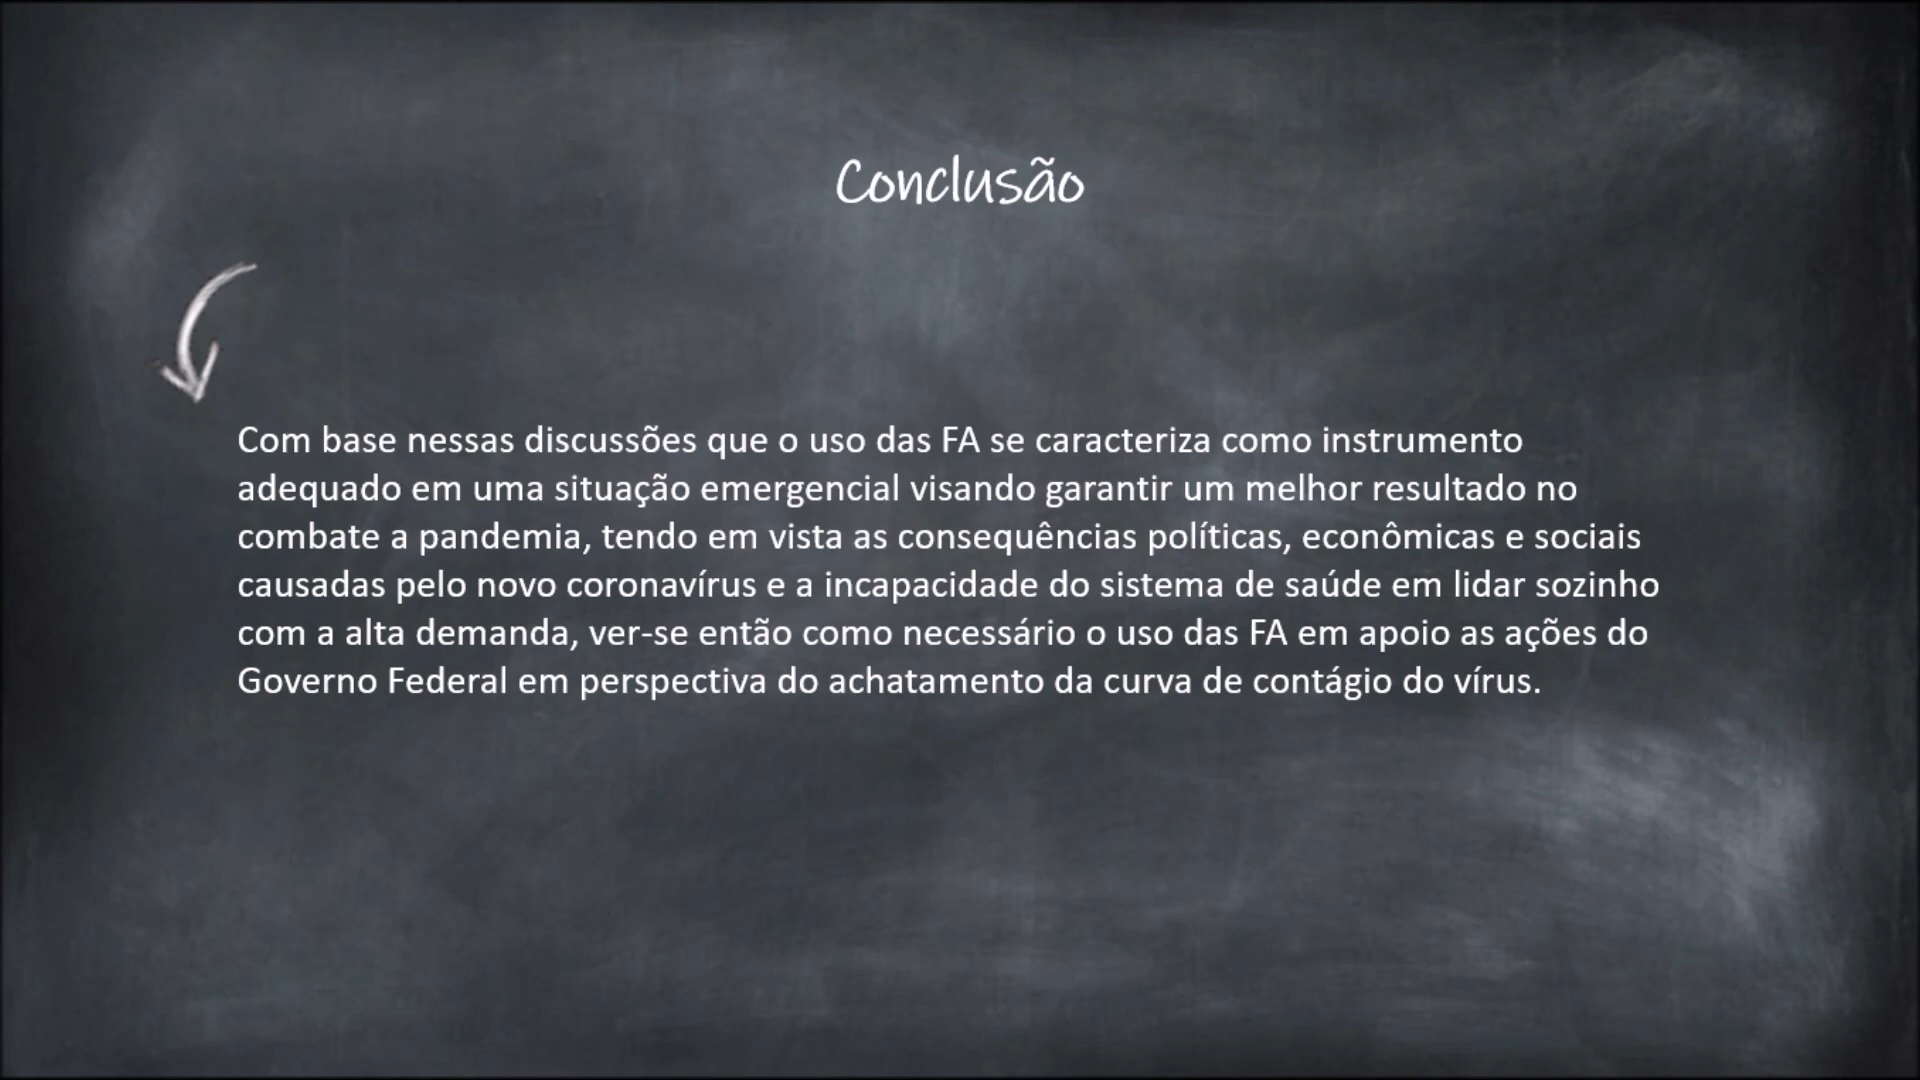 Conclusão
Com base nessas discussões que o uso das FA se caracteriza como instrumento
adequado em uma situação emergencial visando garantir um melhor resultado no
combate a pandemia, tendo em vista as consequências políticas, econômicas e sociais
causadas pelo novo coronavírus e a incapacidade do sistema de saúde em lidar sozinho
com a alta demanda, ver-se então como necessário o uso das FA em apoio as ações do
Governo Federal em perspectiva do achatamento da curva de contágio do vírus.